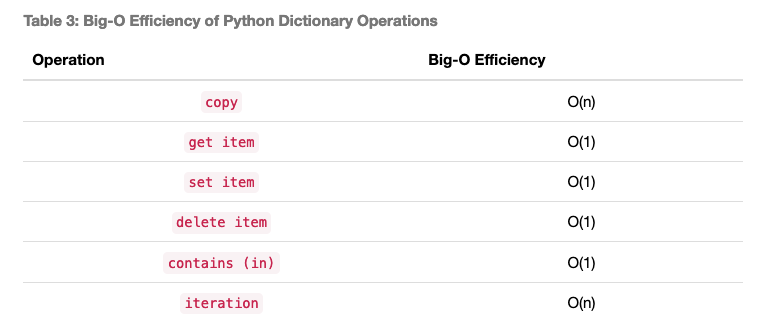 Table 3: Big-O Efficiency of Python Dictionary Operations
Operation Big-O Efficiency
copy O(n)
get item O(1)
set item O(1)
delete item O(1)
contains (in) O(1)
iteration O(n)